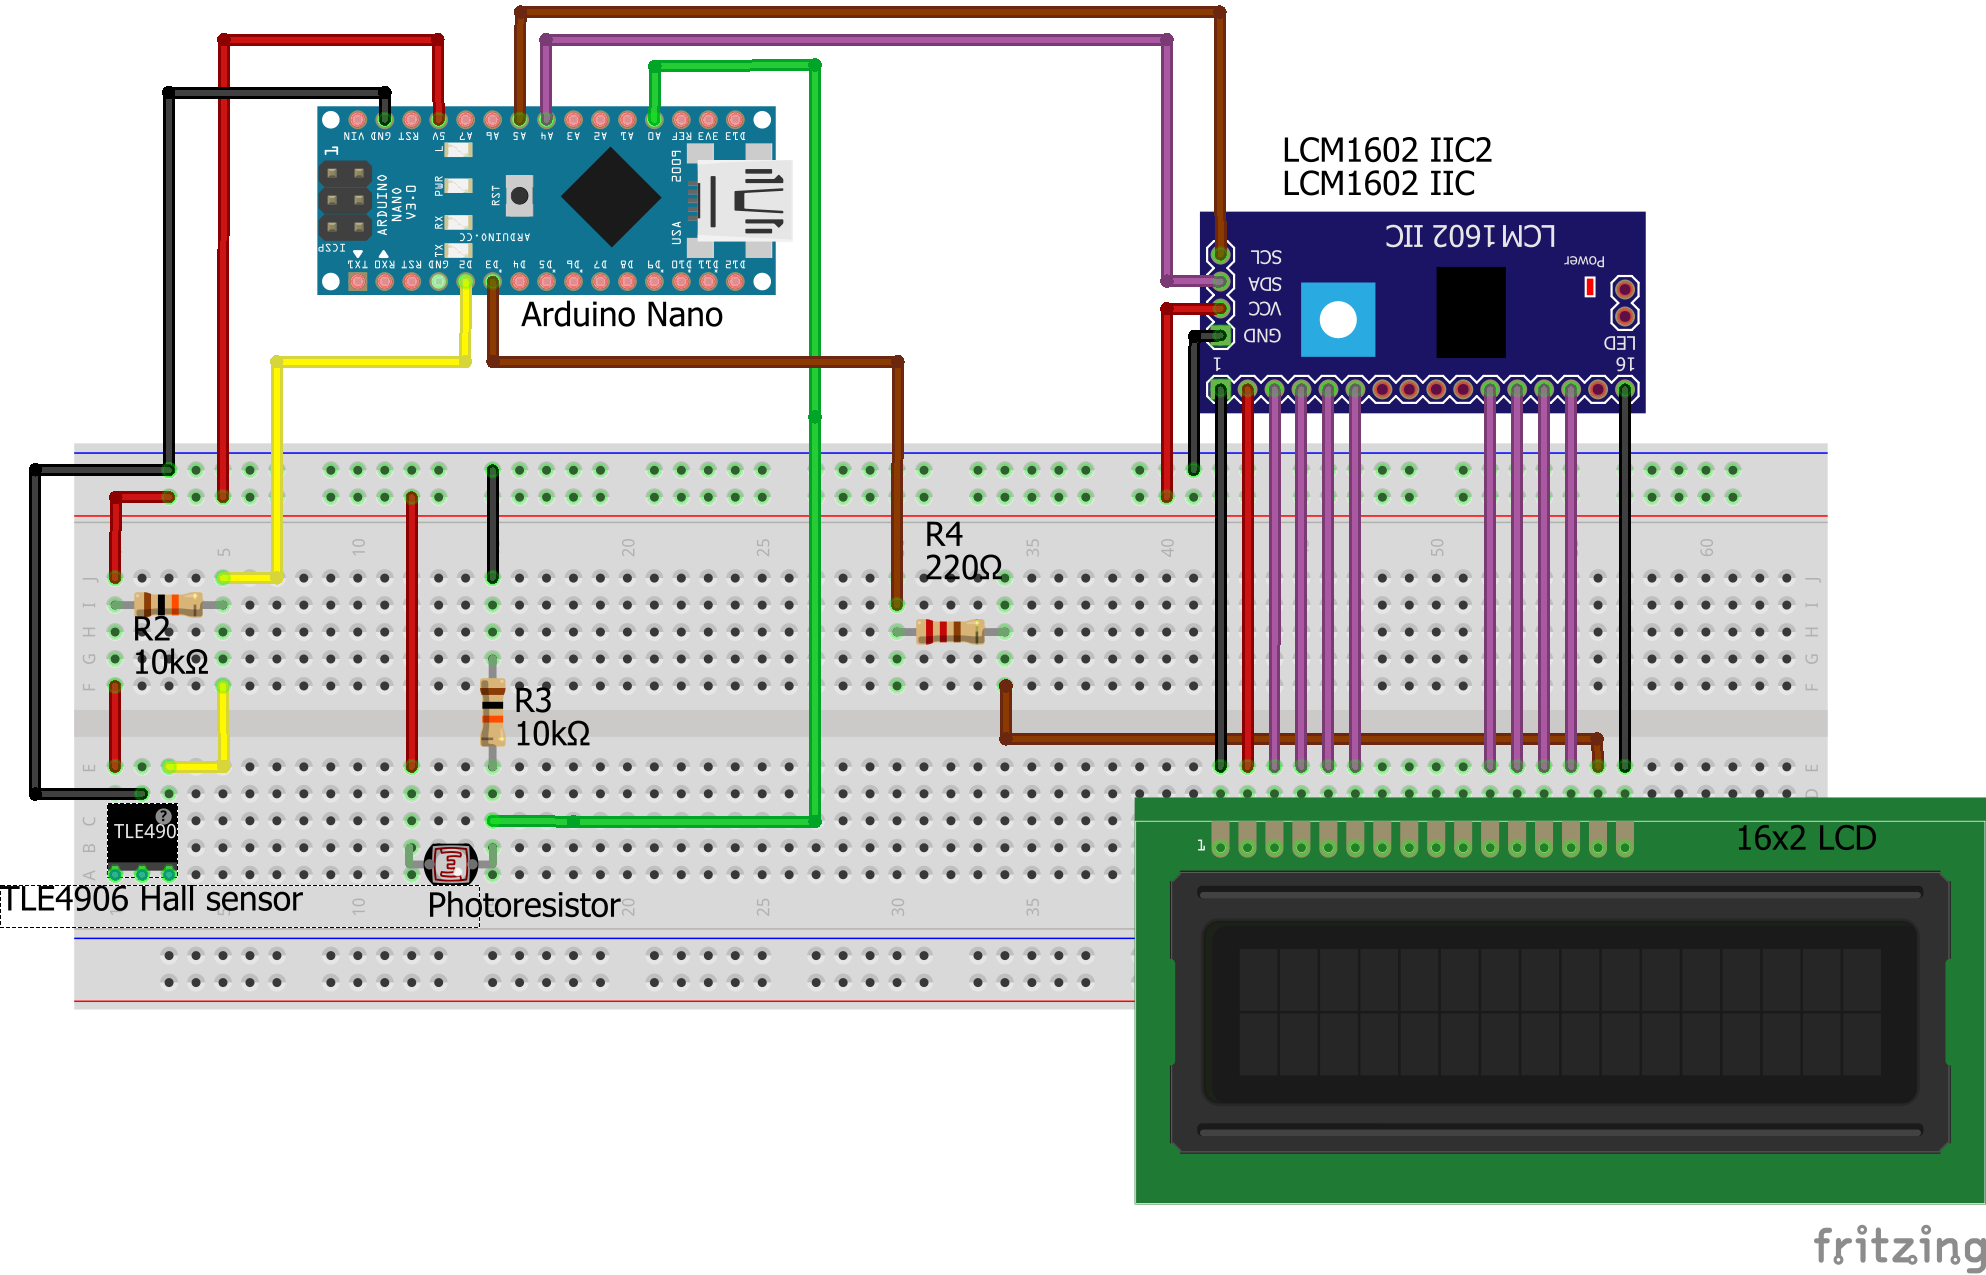 LCM1602 IIC2
LCM1602 IIC
VIN GND RST 5V A7 A6 A5 A4 A3 A2 A1 A0 REF 3V3 D13
1
L
PWR
RX
TX
RST
ARDUINO
NANO
V3.0
ARDUINO.CC
USA
2009
ICSP
TX1 RX0 RST GND D2 D3 D4 D5 D6 D7 D8 D9 D10 D11 D12
Arduino Nano
LCM1602 IIC
SCL
SDA
VCC
GND
Power
LED
1
16
R4
220Ω
5 10 20 25 35 40 50 60
J J
I I
H H
G G
F F
R2
10kΩ
R3
10kΩ
E E
D
C
B
A
TLE490
?
TLE4906 Hall sensor
Photoresistor
10 20 25 30 35
1
16x2 LCD
fritzing